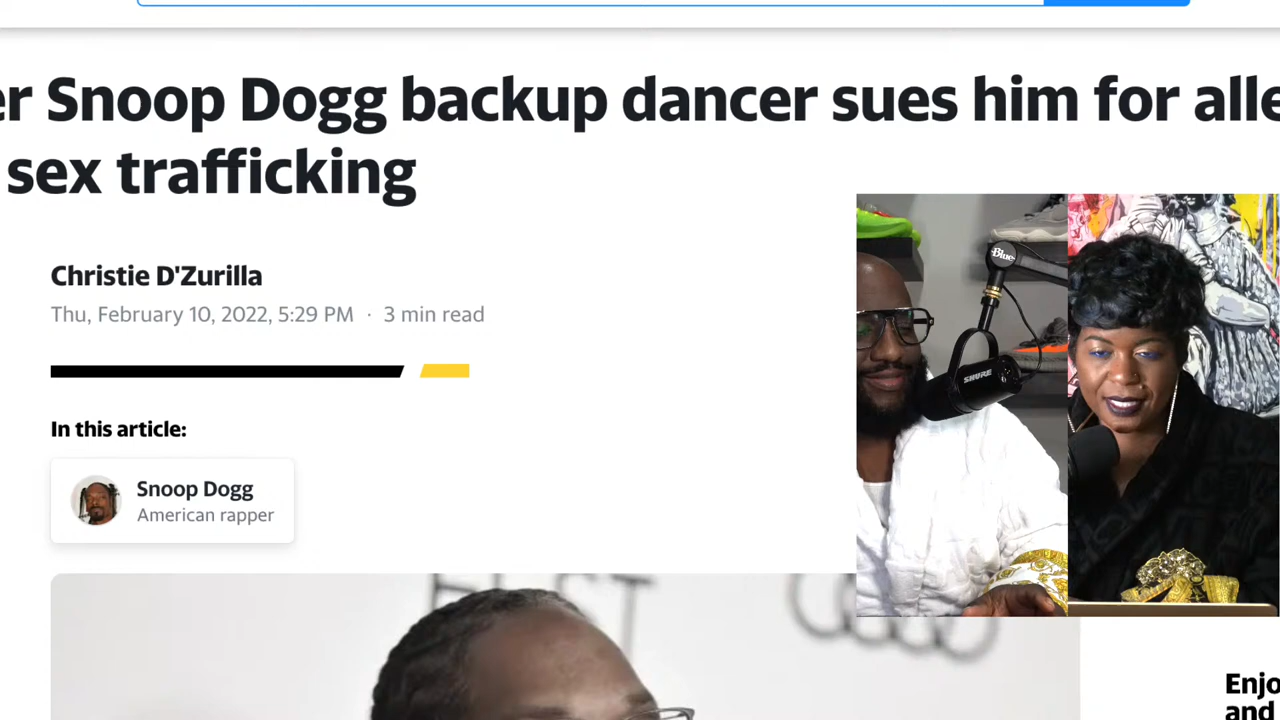 er Snoop Dogg backup dancer sues him for alle
sex trafficking
Christie D'Zurilla
Thu, February 10, 2022, 5:29 PM · 3 min read
In this article:
Snoop Dogg
American rapper
Blue
SHURE
Enjo
and